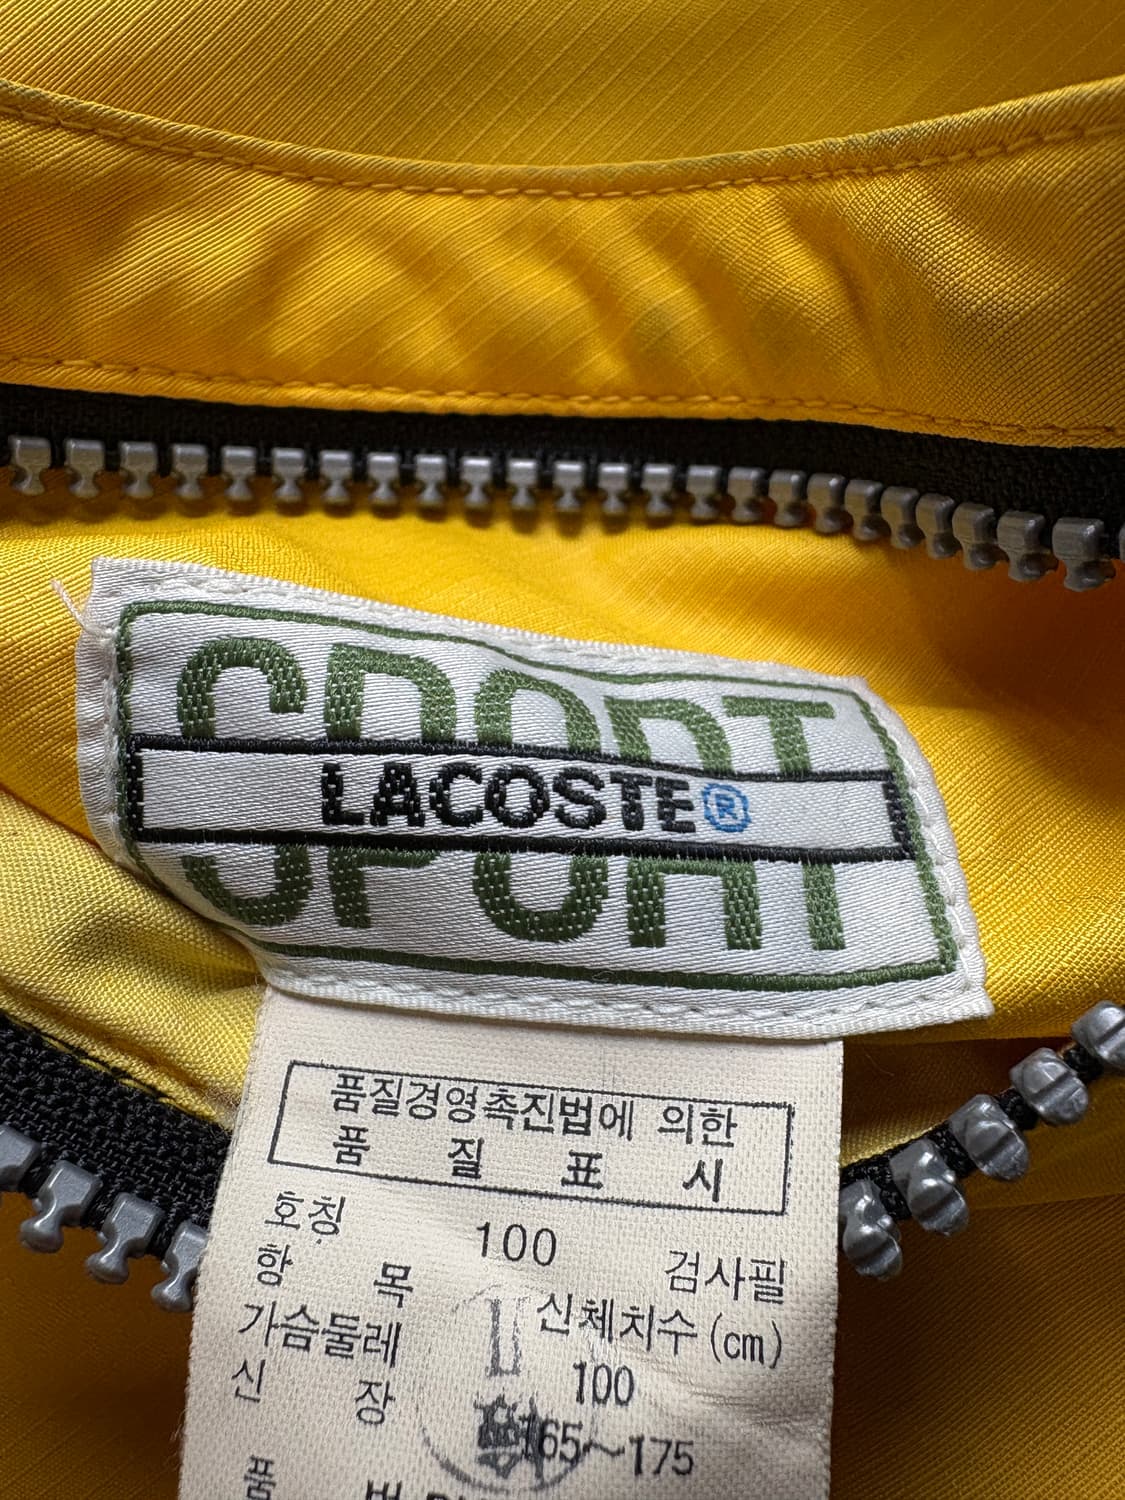 SPORT
LACOSTE®
품질경영촉진법에 의한
품 질 표 시
호칭 100 검사필
항 목 신체치수(cm)
가슴둘레 100
신 장 165~175
품 번